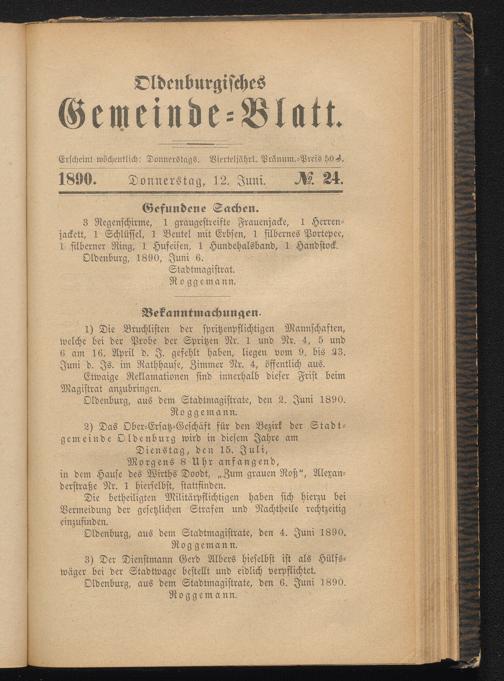 Oldenburgisches
Gemeinde=Blatt.
Erscheint wöchentlich: Donnerstags. Vierteljährl. Pränum.=Preis 50 ₰.
1890. Donnerstag, 12. Juni. № 24.
Gefundene Sachen.
3 Regenschirme, 1 graugestreifte Frauenjacke, 1 Herren=
jackett, 1 Schlüssel, 1 Beutel mit Erbsen, 1 silbernes Portepee,
1 silberner Ring, 1 Hufeisen, 1 Hundehalsband, 1 Handstock.
Oldenburg, 1890, Juni 6.
Stadtmagistrat.
Roggemann.
Bekanntmachungen.
1) Die Bruchlisten der spritzenpflichtigen Mannschaften,
welche bei der Probe der Spritzen Nr. 1 und Nr. 4, 5 und
6 am 16. April d. J. gefehlt haben, liegen vom 9. bis 23.
Juni d. Js. im Rathhause, Zimmer Nr. 4, öffentlich aus.
Etwaige Reklamationen sind innerhalb dieser Frist beim
Magistrat anzubringen.
Oldenburg, aus dem Stadtmagistrate, den 2. Juni 1890.
Roggemann.
2) Das Ober=Ersatz=Geschäft für den Bezirk der Stadt=
gemeinde Oldenburg wird in diesem Jahre am
Dienstag, den 15. Juli,
Morgens 8 Uhr anfangend,
in dem Hause des Wirths Doodt, „Zum grauen Roß“, Alexan=
derstraße Nr. 1 hierselbst, stattfinden.
Die betheiligten Militärpflichtigen haben sich hierzu bei
Vermeidung der gesetzlichen Strafen und Nachtheile rechtzeitig
einzufinden.
Oldenburg, aus dem Stadtmagistrate, den 4. Juni 1890.
Roggemann.
3) Der Dienstmann Gerd Albers hieselbst ist als Hülfs=
wäger bei der Stadtwage bestellt und eidlich verpflichtet.
Oldenburg, aus dem Stadtmagistrate, den 6. Juni 1890.
Roggemann.